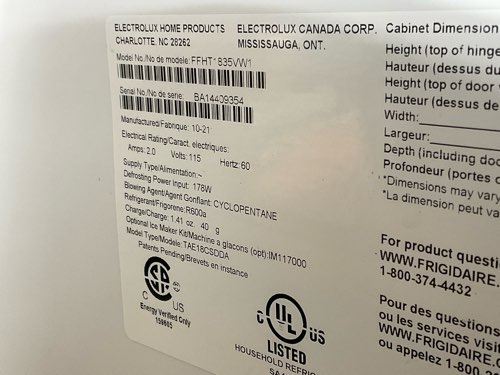 ELECTROLUX HOME PRODUCTS
CHARLOTTE, NC 28262
ELECTROLUX CANADA CORP.
MISSISSAUGA, ONT.
Model No./No de modele: FFHT1835VW1
Serial No./No de serie: BA14409354
Manufactured/Fabrique: 10-21
Electrical Rating/Caract. electriques:
Amps: 2.0 Volts: 115 Hertz: 60
Supply Type/Alimentation:~
Defrosting Power Input: 178W
Blowing Agent/Agent Gonflant: CYCLOPENTANE
Refrigerant/Frigorene: R600a
Charge/Charge: 1.41 oz. 40 g
Optional Ice Maker Kit/Machine a glacons (opt):IM117000
Model Type/Modele: TAE18CSDDA
Patents Pending/Brevets en instance
C US
Energy Verified Only
159605
C UL US
LISTED
HOUSEHOLD REFRI
Cabinet Dimension
Height (top of hinge
Hauteur (dessus du
Height (top of door
Hauteur (dessus de
Width:
Largeur:
Depth (including doo
Profondeur (portes c
*Dimensions may vary
*La dimension peut va
For product questi
WWW.FRIGIDAIRE.
1-800-374-4432
Pour des questions
ou les services visit
WWW.FRIGIDAIRE.C
ou appelez 1-800-2